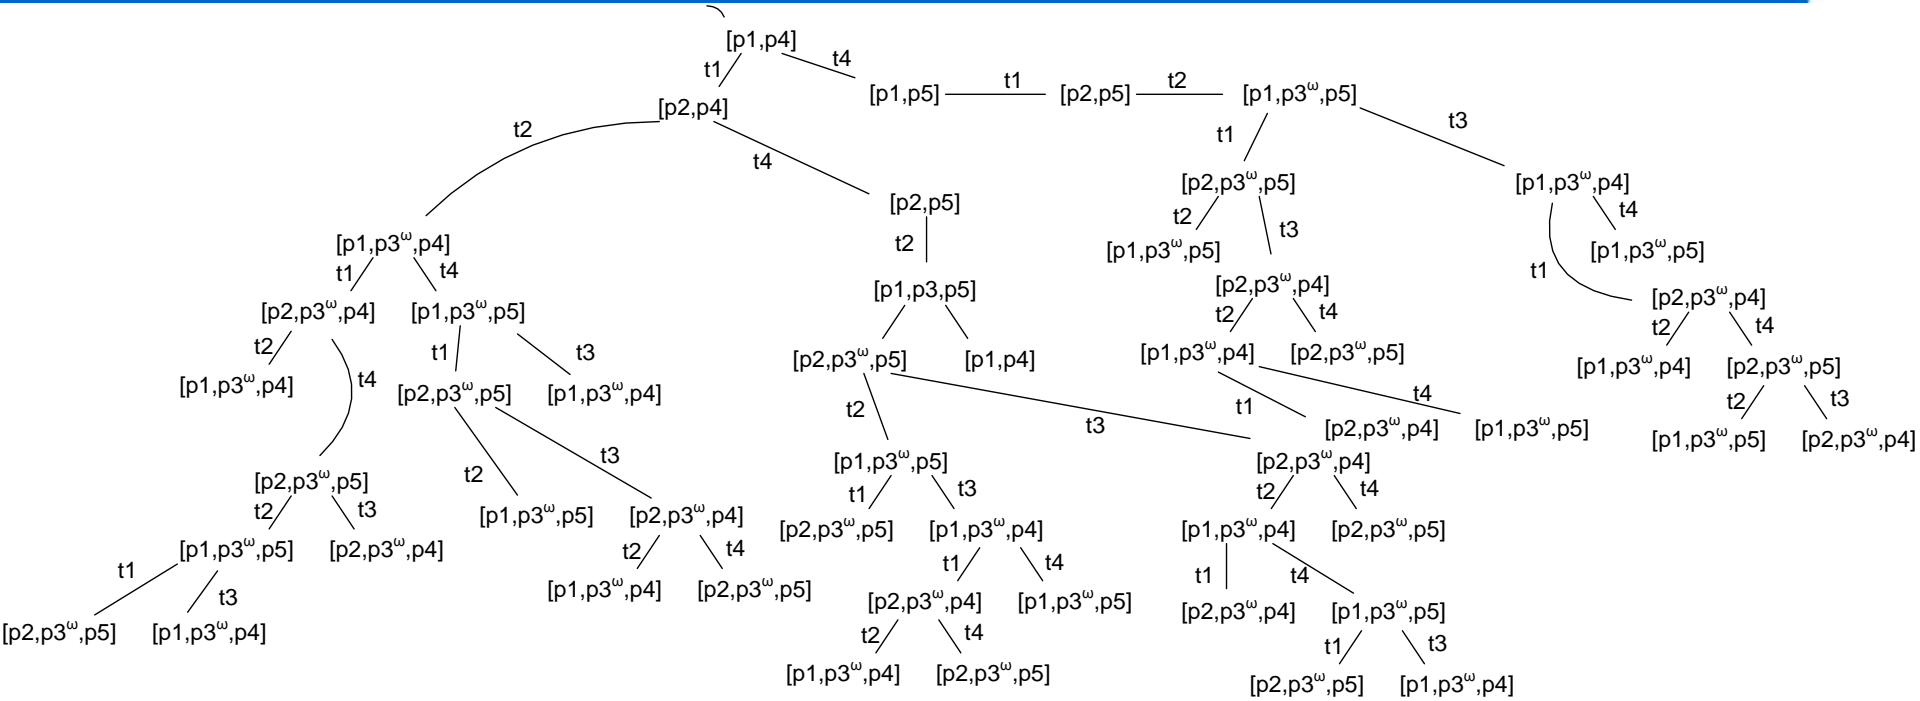 [p1,p4]
t1
t4
[p1,p5]
t1
[p2,p5]
t2
[p1,p3ω,p5]
[p2,p4]
t2
t4
t1
t3
[p2,p3ω,p5]
[p1,p3ω,p4]
[p2,p5]
t2
t3
t4
[p1,p3ω,p4]
t2
[p1,p3ω,p5]
[p1,p3ω,p5]
t1
t4
t1
[p2,p3ω,p4]
[p1,p3ω,p5]
[p1,p3,p5]
[p2,p3ω,p4]
[p2,p3ω,p4]
t2
t4
t2
t4
t2
t1
t3
[p2,p3ω,p5]
[p1,p4]
[p1,p3ω,p4]
[p2,p3ω,p5]
[p1,p3ω,p4]
[p2,p3ω,p5]
[p1,p3ω,p4]
t4
[p2,p3ω,p5]
[p1,p3ω,p4]
t2
t3
t1
t4
t2
t3
[p2,p3ω,p4]
[p1,p3ω,p5]
[p1,p3ω,p5]
[p2,p3ω,p4]
t2
t3
[p1,p3ω,p5]
[p2,p3ω,p4]
[p2,p3ω,p5]
t1
t3
t2
t4
t2
t3
[p1,p3ω,p5]
[p2,p3ω,p4]
[p2,p3ω,p5]
[p1,p3ω,p4]
[p1,p3ω,p4]
[p2,p3ω,p5]
[p1,p3ω,p5]
[p2,p3ω,p4]
t2
t4
t1
t4
t1
t4
t1
t3
[p1,p3ω,p4]
[p2,p3ω,p5]
[p2,p3ω,p4]
[p1,p3ω,p5]
[p2,p3ω,p4]
[p1,p3ω,p5]
[p2,p3ω,p5]
[p1,p3ω,p4]
t2
t4
t1
t3
[p1,p3ω,p4]
[p2,p3ω,p5]
[p2,p3ω,p5]
[p1,p3ω,p4]